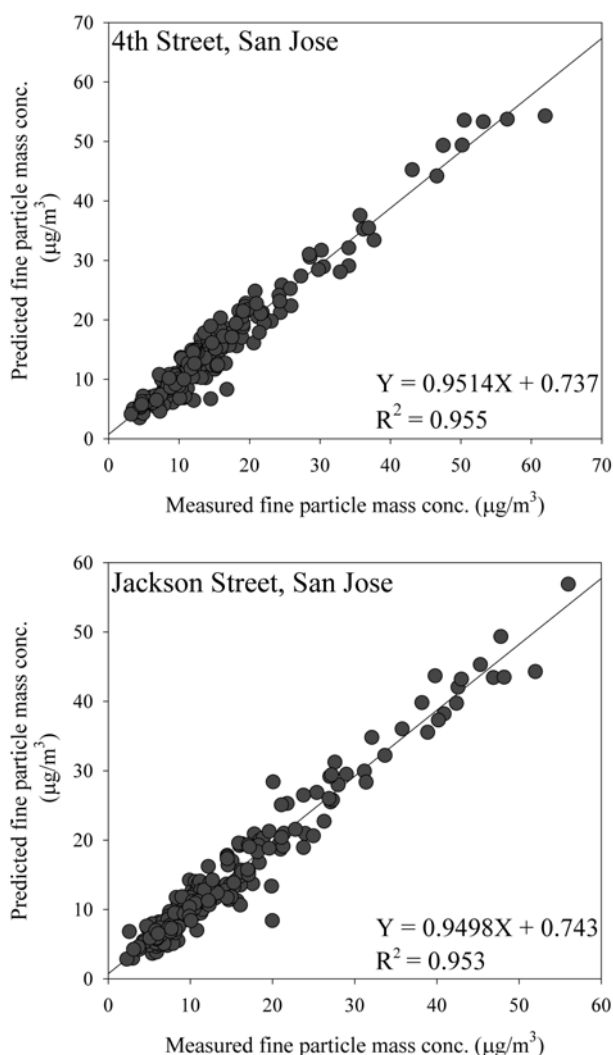 4th Street, San Jose
Predicted fine particle mass conc.
(μg/m³)
70
60
50
40
30
20
10
0
Y = 0.9514X + 0.737
R² = 0.955
0 10 20 30 40 50 60 70
Measured fine particle mass conc. (μg/m³)
Jackson Street, San Jose
Predicted fine particle mass conc.
(μg/m³)
60
50
40
30
20
10
0
Y = 0.9498X + 0.743
R² = 0.953
0 10 20 30 40 50 60
Measured fine particle mass conc. (μg/m³)